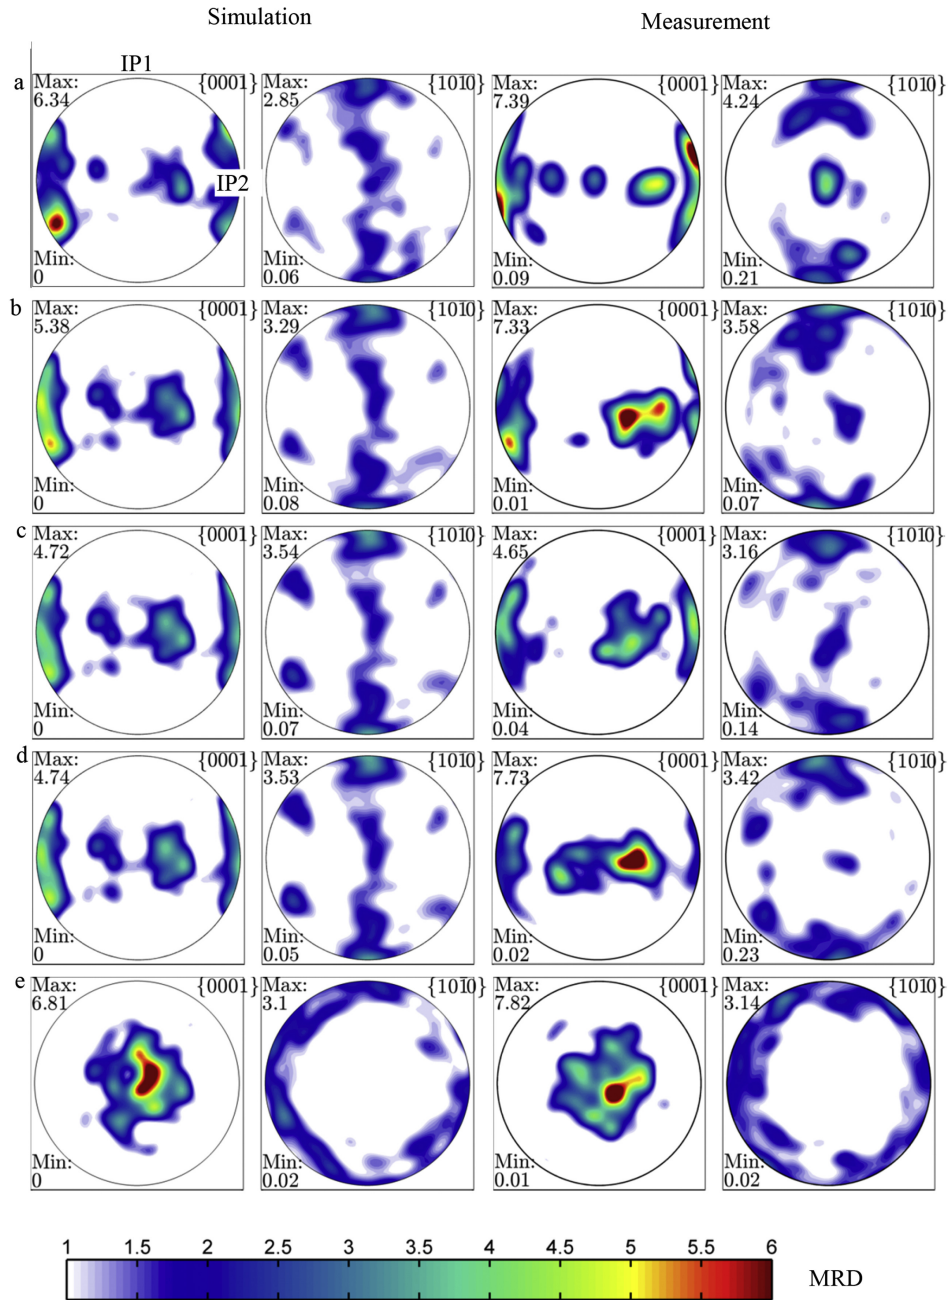 Simulation Measurement
IP1
a Max: {0001} {1010} Max: {0001} Max: {1010}
6.34 2.85 7.39 4.24
IP2
Min: Min: Min: Min:
0 0.06 0.09 0.21
b Max: {0001} Max: {1010} Max: {0001} Max: {1010}
5.38 3.29 7.33 3.58
Min: Min: Min: Min:
0 0.08 0.01 0.07
c Max: {0001} Max: {1010} Max: {0001} Max: {1010}
4.72 3.54 4.65 3.16
Min: Min: Min: Min:
0 0.07 0.04 0.14
d Max: {0001} Max: {1010} Max: {0001} Max: {1010}
4.74 3.53 7.73 3.42
Min: Min: Min: Min:
0 0.05 0.02 0.23
e Max: {0001} Max: {101̄0} Max: {0001} Max: {101̄0}
6.81 3.1 7.82 3.14
Min: Min: Min: Min:
0 0.02 0.01 0.02
1 1.5 2 2.5 3 3.5 4 4.5 5 5.5 6
MRD